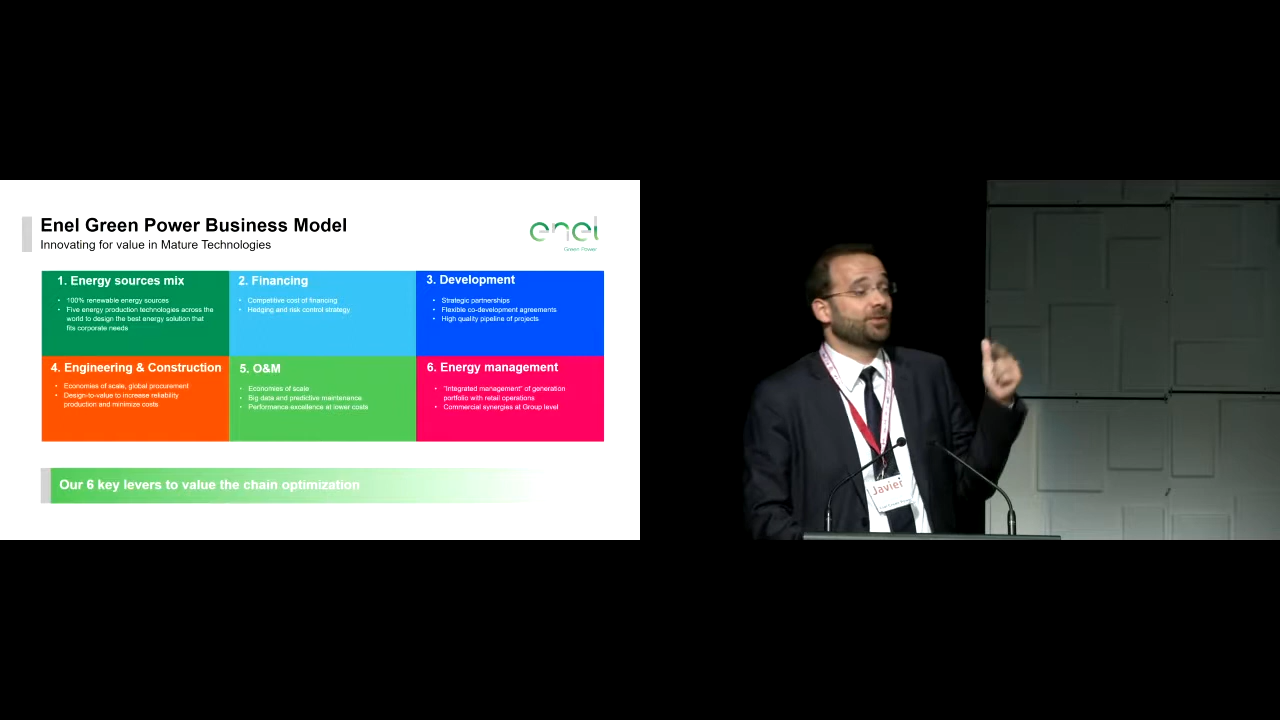 Enel Green Power Business Model
Innovating for value in Mature Technologies
enel
Green Power
1. Energy sources mix
• 100% renewable energy sources
• Five energy production technologies across the
world to design the best energy solution that
fits corporate needs
2. Financing
• Competitive cost of financing
• Hedging and risk control strategy
3. Development
• Strategic partnerships
• Flexible co-development agreements
• High quality pipeline of projects
4. Engineering & Construction
• Economies of scale, global procurement
• Design-to-value to increase reliability
production and minimize costs
5. O&M
• Economies of scale
• Big data and predictive maintenance
• Performance excellence at lower costs
6. Energy management
• "Integrated management" of generation
portfolio with retail operations
• Commercial synergies at Group level
Our 6 key levers to value the chain optimization
Javier